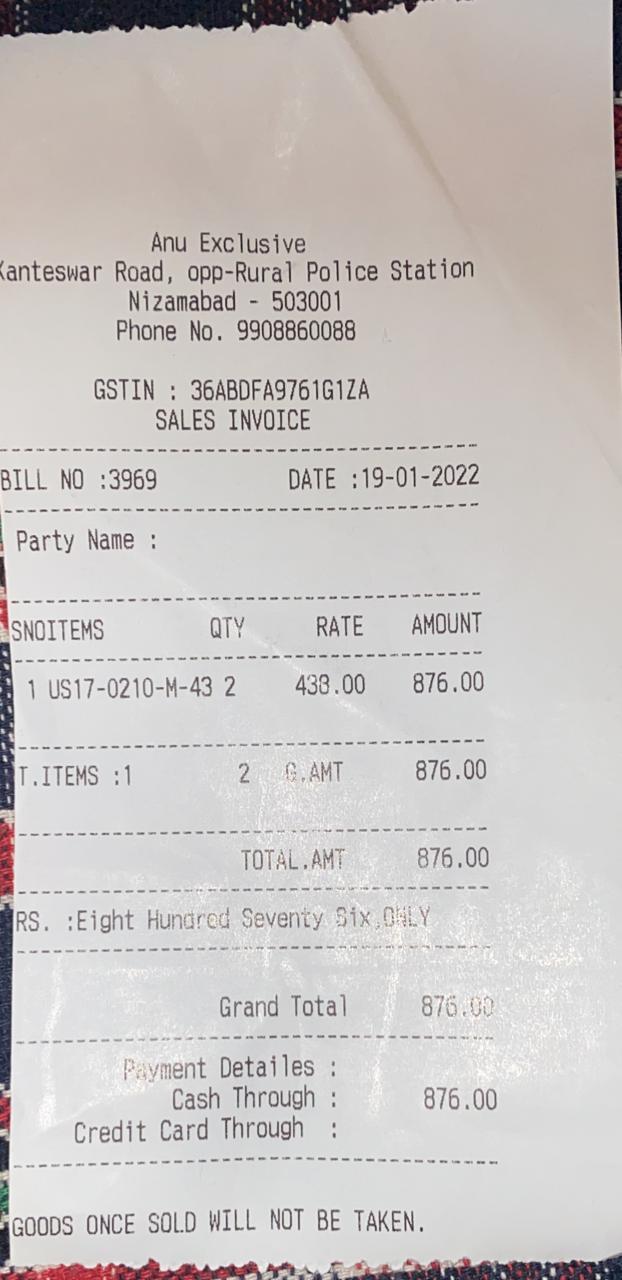 Anu Exclusive
Kanteswar Road, opp-Rural Police Station
Nizamabad - 503001
Phone No. 9908860088
GSTIN : 36ABDFA9761G1ZA
SALES INVOICE
BILL NO :3969 DATE :19-01-2022
Party Name :
SNOITEMS QTY RATE AMOUNT
1 US17-0210-M-43 2 438.00 876.00
T.ITEMS :1 2 G.AMT 876.00
TOTAL.AMT 876.00
RS. :Eight Hundred Seventy Six,ONLY
Grand Total 876.00
Payment Detailes :
Cash Through : 876.00
Credit Card Through :
GOODS ONCE SOLD WILL NOT BE TAKEN.